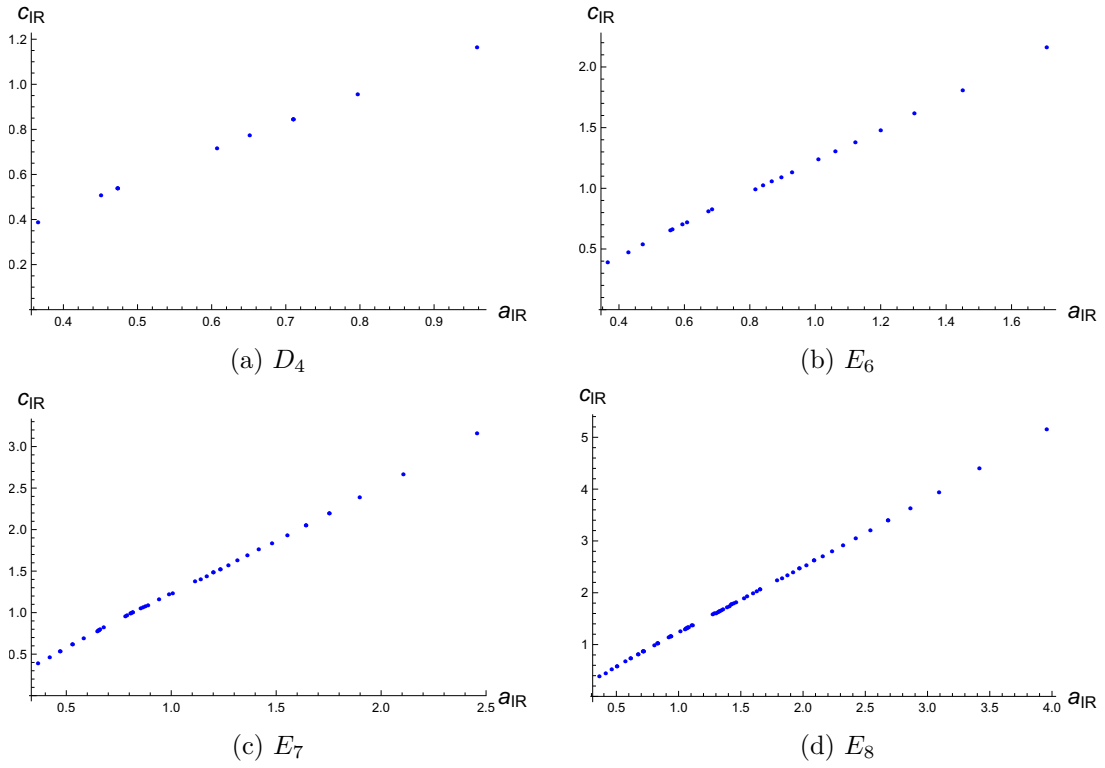 c_IR c_IR
1.2
1.0
0.8
0.6
0.4
0.2
0.4 0.5 0.6 0.7 0.8 0.9 a_IR
2.0
1.5
1.0
0.5
0.4 0.6 0.8 1.0 1.2 1.4 1.6 a_IR
(a) D_4 (b) E_6
c_IR c_IR
3.0
2.5
2.0
1.5
1.0
0.5
0.5 1.0 1.5 2.0 2.5 a_IR
5
4
3
2
1
0.5 1.0 1.5 2.0 2.5 3.0 3.5 4.0 a_IR
(c) E_7 (d) E_8